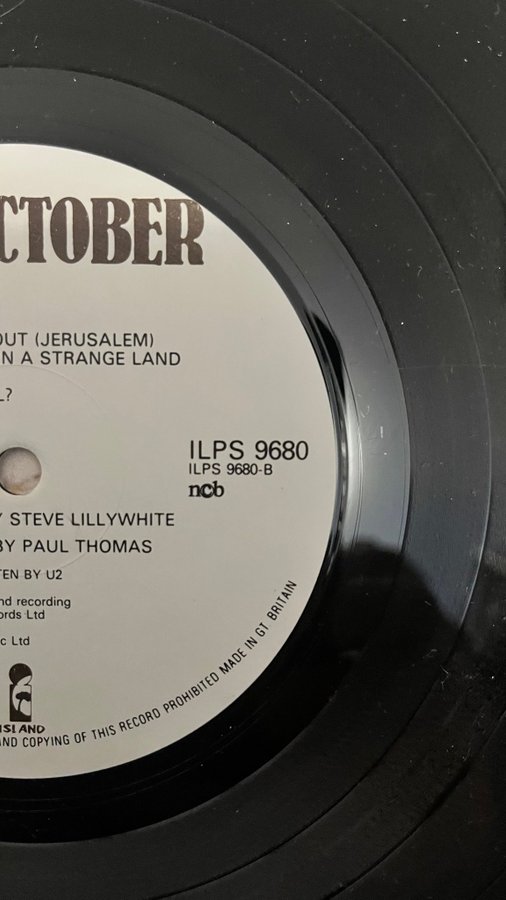 CTOBER
OUT (JERUSALEM)
N A STRANGE LAND
L?
ILPS 9680
ILPS 9680-B
ncb
Y STEVE LILLYWHITE
BY PAUL THOMAS
TEN BY U2
nd recording
ords Ltd
c Ltd
ISLAND
AND COPYING OF THIS RECORD PROHIBITED MADE IN GT BRITAIN